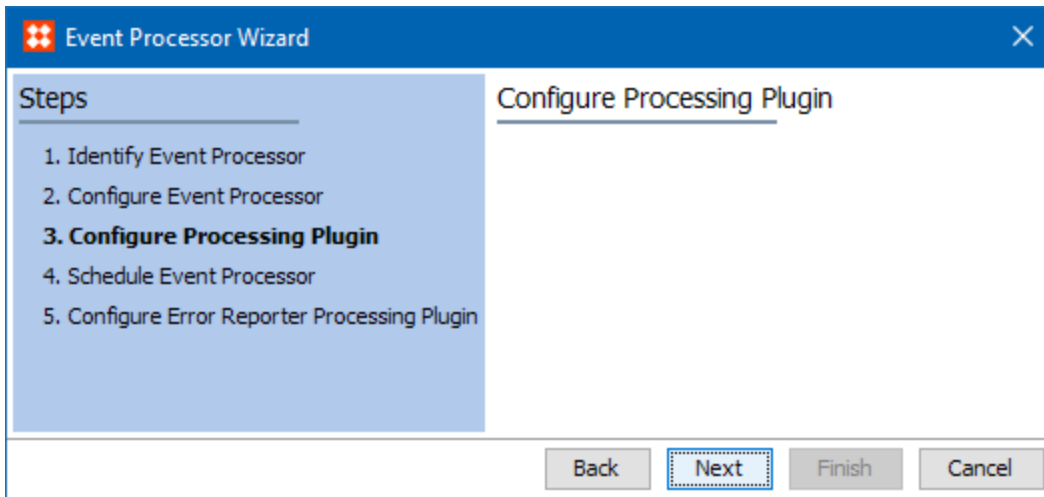 Event Processor Wizard
Steps
1. Identify Event Processor
2. Configure Event Processor
3. Configure Processing Plugin
4. Schedule Event Processor
5. Configure Error Reporter Processing Plugin
Configure Processing Plugin
Back
Next
Finish
Cancel